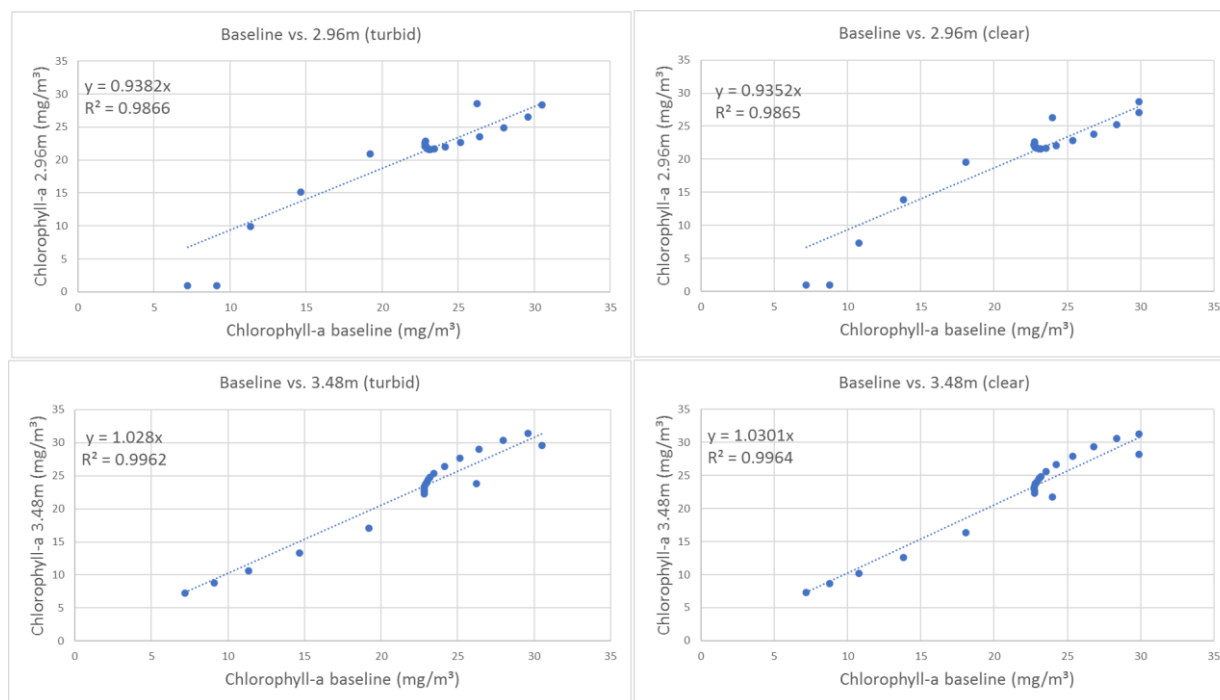 Baseline vs. 2.96m (turbid)
35
30
25
20
15
10
5
0
y = 0.9382x
R² = 0.9866
Chlorophyll-a 2.96m (mg/m³)
0 5 10 15 20 25 30 35
Chlorophyll-a baseline (mg/m³)
Baseline vs. 2.96m (clear)
35
30
25
20
15
10
5
0
y = 0.9352x
R² = 0.9865
Chlorophyll-a 2.96m (mg/m³)
0 5 10 15 20 25 30 35
Chlorophyll-a baseline (mg/m³)
Baseline vs. 3.48m (turbid)
35
30
25
20
15
10
5
0
y = 1.028x
R² = 0.9962
Chlorophyll-a 3.48m (mg/m³)
0 5 10 15 20 25 30 35
Chlorophyll-a baseline (mg/m³)
Baseline vs. 3.48m (clear)
35
30
25
20
15
10
5
0
y = 1.0301x
R² = 0.9964
Chlorophyll-a 3.48m (mg/m³)
0 5 10 15 20 25 30 35
Chlorophyll-a baseline (mg/m³)